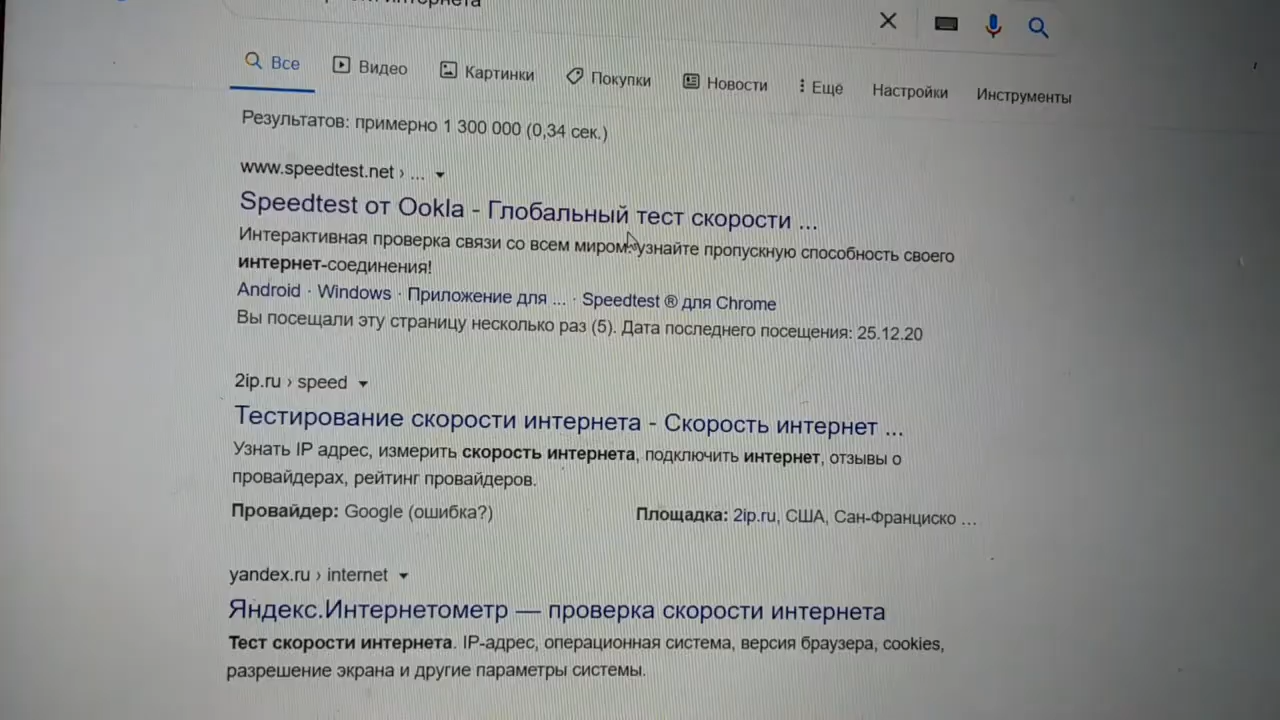 интернета
Все Видео Картинки Покупки Новости Ещё Настройки Инструменты
Результатов: примерно 1 300 000 (0,34 сек.)
www.speedtest.net › ...
Speedtest от Ookla - Глобальный тест скорости ...
Интерактивная проверка связи со всем миром: узнайте пропускную способность своего
интернет-соединения!
Android · Windows · Приложение для ... · Speedtest ® для Chrome
Вы посещали эту страницу несколько раз (5). Дата последнего посещения: 25.12.20
2ip.ru › speed
Тестирование скорости интернета - Скорость интернет ...
Узнать IP адрес, измерить скорость интернета, подключить интернет, отзывы о
провайдерах, рейтинг провайдеров.
Провайдер: Google (ошибка?) Площадка: 2ip.ru, США, Сан-Франциско ...
yandex.ru › internet
Яндекс.Интернетометр — проверка скорости интернета
Тест скорости интернета. IP-адрес, операционная система, версия браузера, cookies,
разрешение экрана и другие параметры системы.